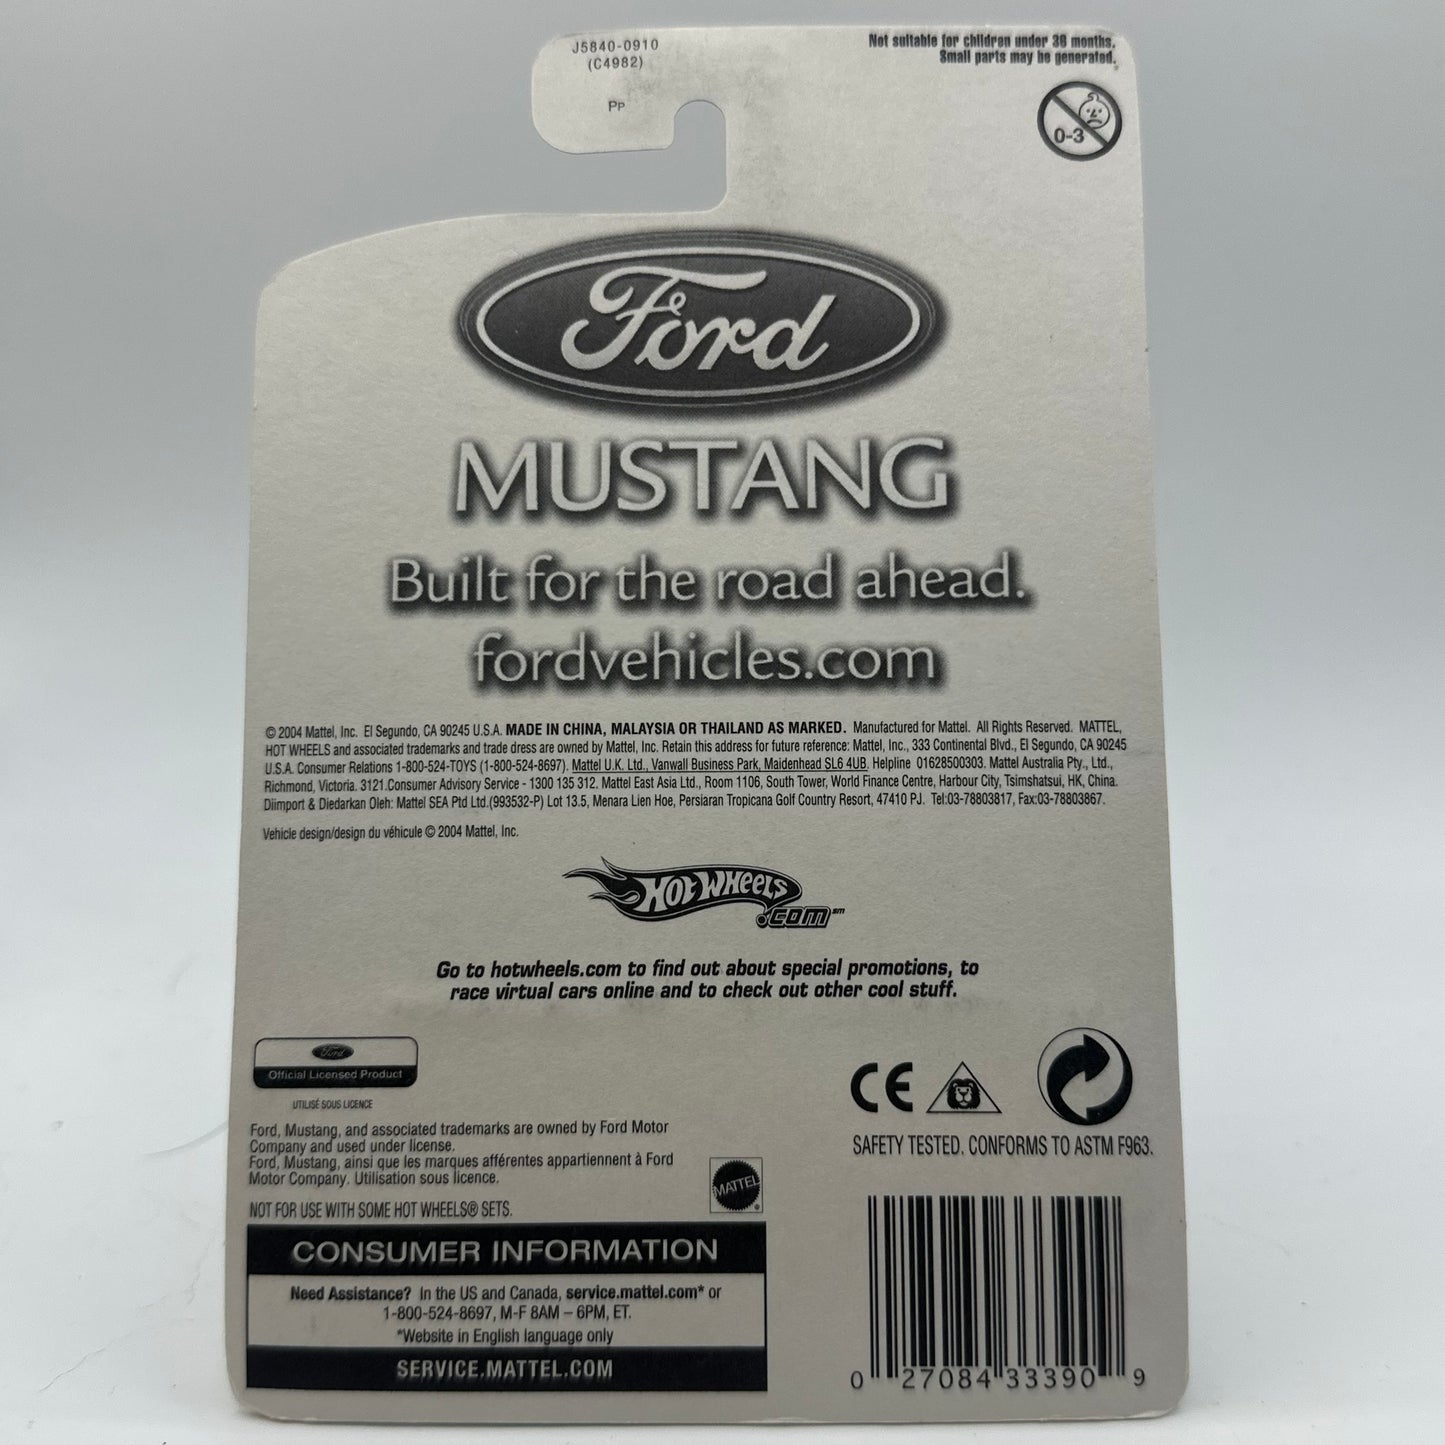 J5840-0910
(C4982)
PP
Not suitable for children under 36 months.
Small parts may be generated.
0-3
Ford
MUSTANG
Built for the road ahead.
fordvehicles.com
© 2004 Mattel, Inc. El Segundo, CA 90245 U.S.A. MADE IN CHINA, MALAYSIA OR THAILAND AS MARKED. Manufactured for Mattel. All Rights Reserved. MATTEL,
HOT WHEELS and associated trademarks and trade dress are owned by Mattel, Inc. Retain this address for future reference: Mattel, Inc., 333 Continental Blvd., El Segundo, CA 90245
U.S.A. Consumer Relations 1-800-524-TOYS (1-800-524-8697). Mattel U.K. Ltd., Vanwall Business Park, Maidenhead SL6 4UB. Helpline 01628500303. Mattel Australia Pty., Ltd.,
Richmond, Victoria. 3121.Consumer Advisory Service - 1300 135 312. Mattel East Asia Ltd., Room 1106, South Tower, World Finance Centre, Harbour City, Tsimshatsui, HK, China.
Diimport & Diedarkan Oleh: Mattel SEA Ptd Ltd.(993532-P) Lot 13.5, Menara Lien Hoe, Persiaran Tropicana Golf Country Resort, 47410 PJ. Tel:03-78803817, Fax:03-78803867.
Vehicle design/design du véhicule © 2004 Mattel, Inc.
HOT WHEELS
.COM℠
Go to hotwheels.com to find out about special promotions, to
race virtual cars online and to check out other cool stuff.
Ford
Official Licensed Product
UTILISÉ SOUS LICENCE
Ford, Mustang, and associated trademarks are owned by Ford Motor
Company and used under license.
Ford, Mustang, ainsi que les marques afférentes appartiennent à Ford
Motor Company. Utilisation sous licence.
NOT FOR USE WITH SOME HOT WHEELS® SETS.
MATTEL®
CONSUMER INFORMATION
Need Assistance? In the US and Canada, service.mattel.com* or
1-800-524-8697, M-F 8AM – 6PM, ET.
*Website in English language only
SERVICE.MATTEL.COM
CE
SAFETY TESTED. CONFORMS TO ASTM F963.
0 27084 33390 9